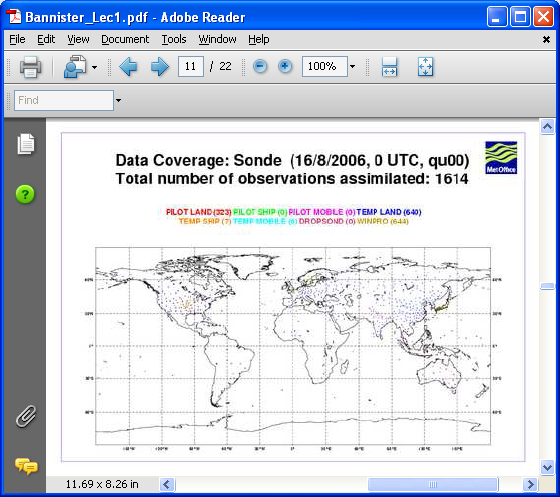 Bannister_Lec1.pdf - Adobe Reader
File Edit View Document Tools Window Help
11 / 22 100%
Find
Data Coverage: Sonde (16/8/2006, 0 UTC, qu00)
Total number of observations assimilated: 1614
Met Office
PILOT LAND (323) PILOT SHIP (0) PILOT MOBILE (0) TEMP LAND (640)
TEMP SHIP (7) TEMP MOBILE (0) DROPSOND (0) WINPRO (644)
11.69 x 8.26 in